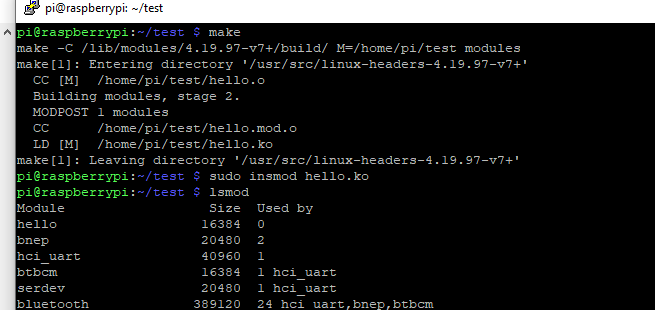 pi@raspberrypi: ~/test
pi@raspberrypi:~/test $ make
make -C /lib/modules/4.19.97-v7+/build/ M=/home/pi/test modules
make[1]: Entering directory '/usr/src/linux-headers-4.19.97-v7+'
  CC [M]  /home/pi/test/hello.o
  Building modules, stage 2.
  MODPOST 1 modules
  CC      /home/pi/test/hello.mod.o
  LD [M]  /home/pi/test/hello.ko
make[1]: Leaving directory '/usr/src/linux-headers-4.19.97-v7+'
pi@raspberrypi:~/test $ sudo insmod hello.ko
pi@raspberrypi:~/test $ lsmod
Module                  Size  Used by
hello                  16384  0
bnep                   20480  2
hci_uart               40960  1
btbcm                  16384  1 hci_uart
serdev                 20480  1 hci_uart
bluetooth             389120  24 hci_uart,bnep,btbcm